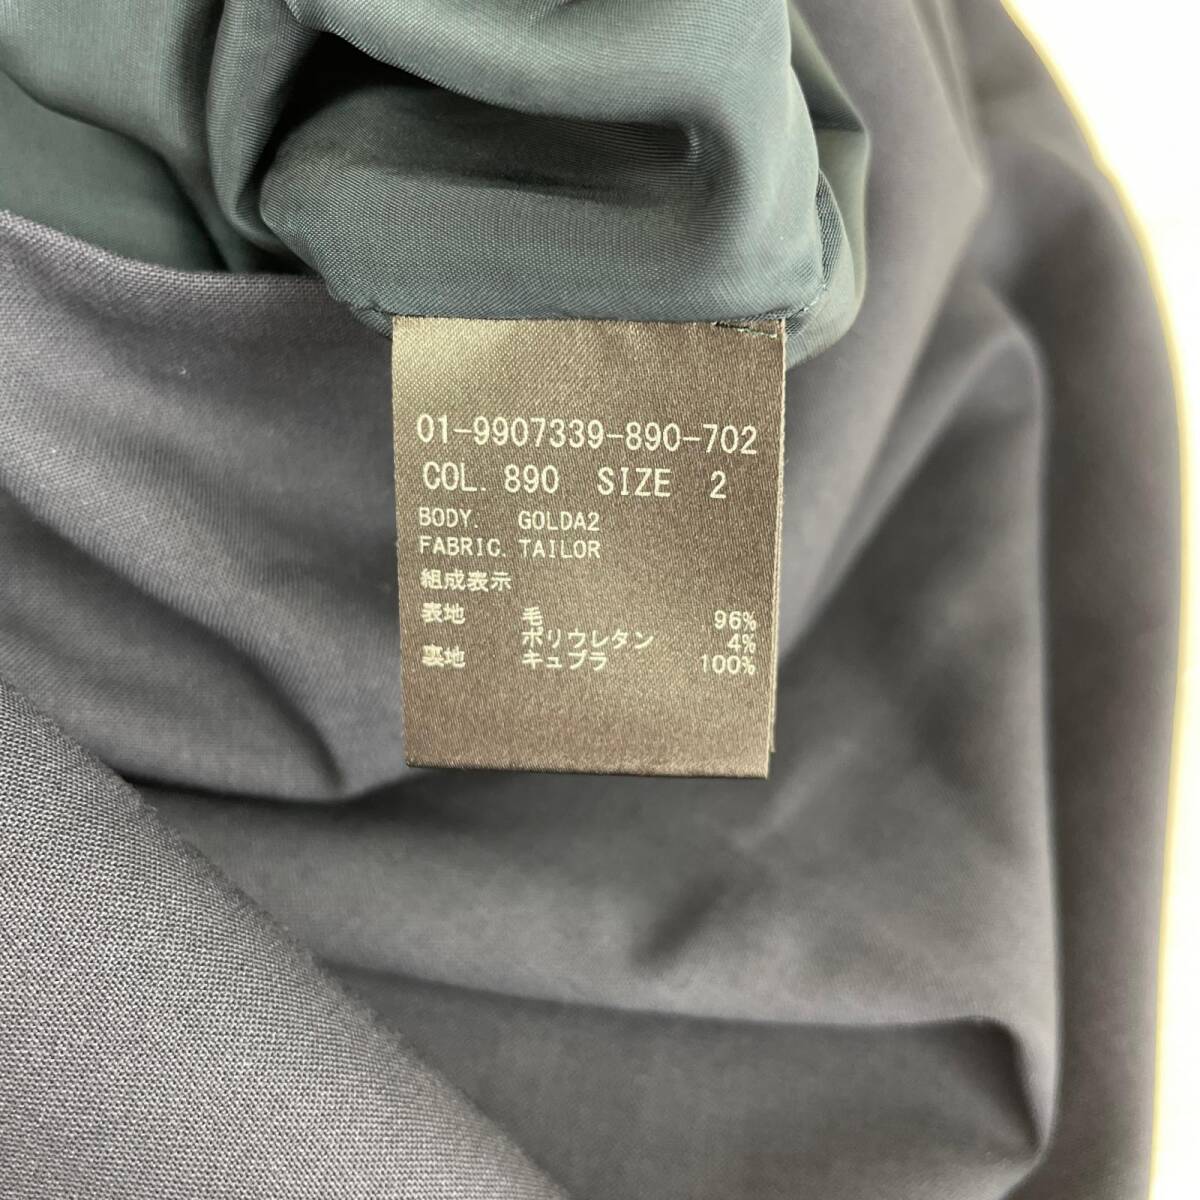 01-9907339-890-702
COL. 890 SIZE 2
BODY. GOLDA2
FABRIC. TAILOR
組成表示
表地 毛 96%
ポリウレタン 4%
裏地 キュプラ 100%